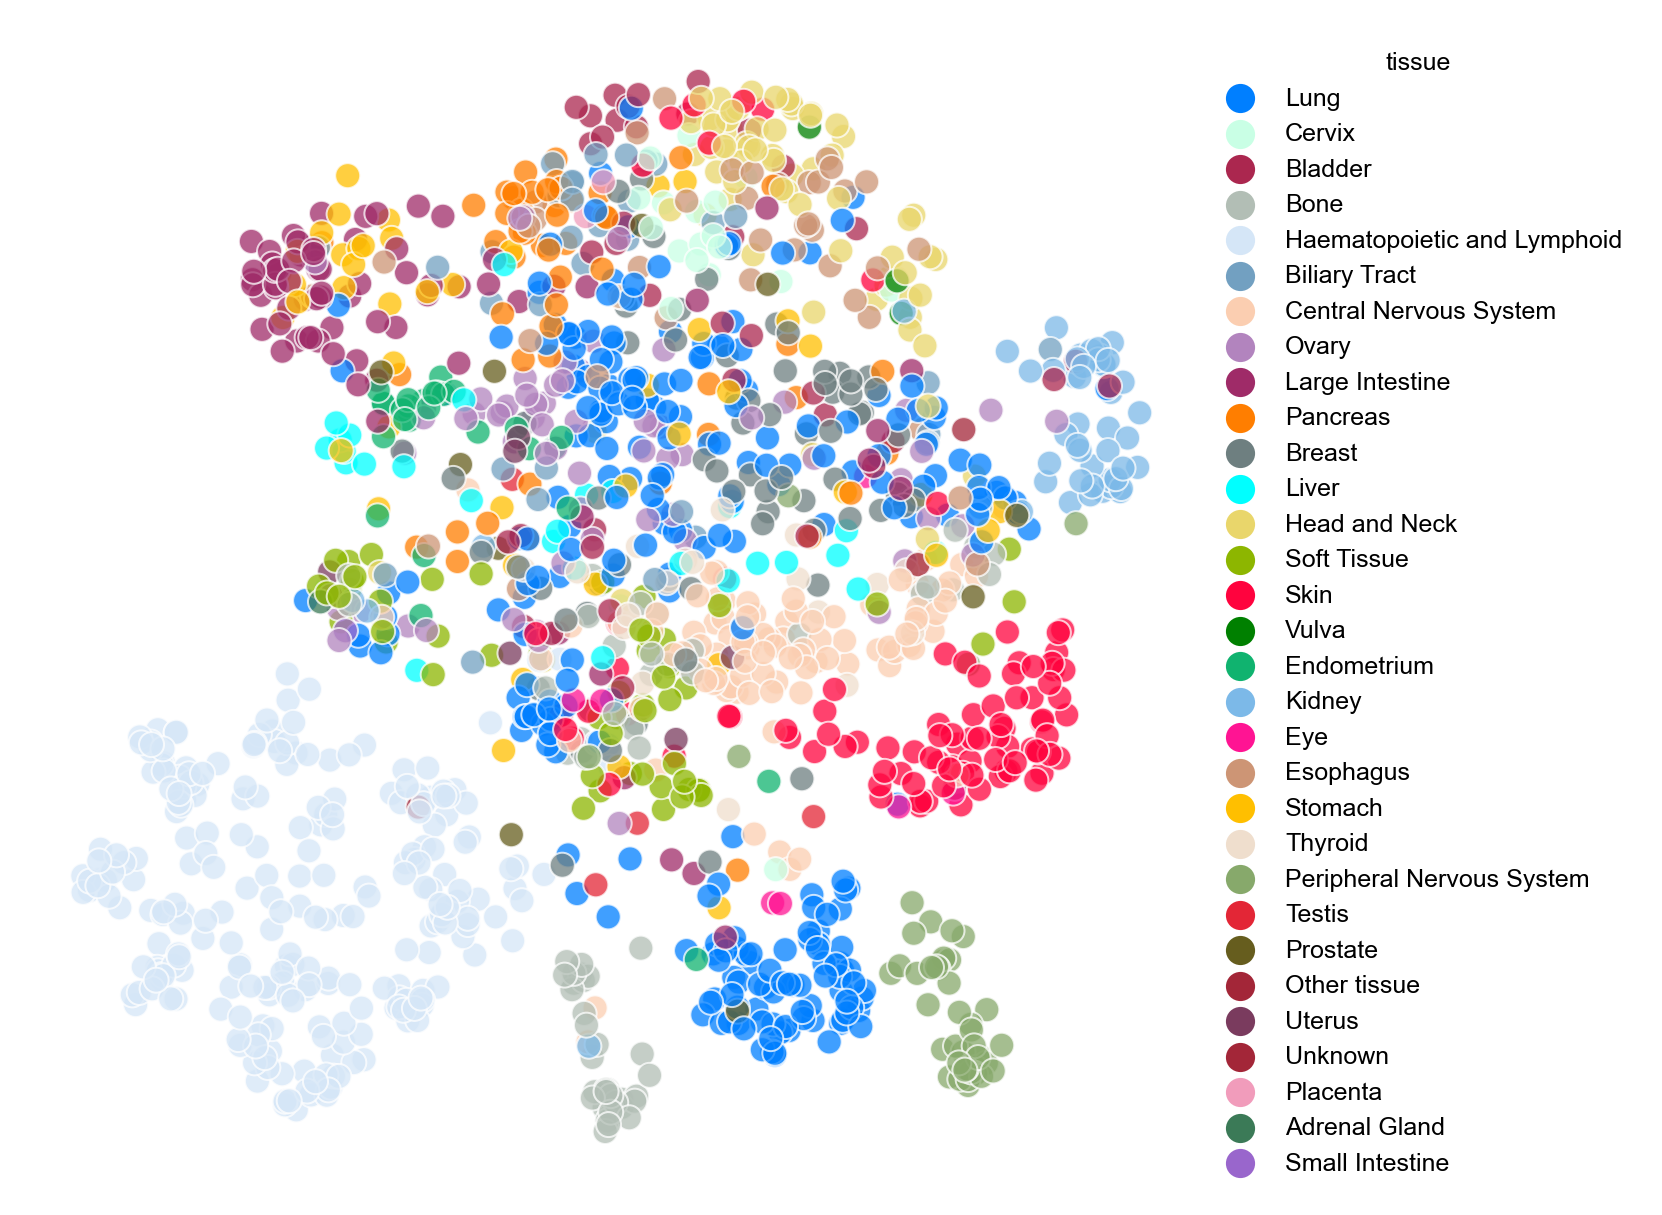 tissue
Lung
Cervix
Bladder
Bone
Haematopoietic and Lymphoid
Biliary Tract
Central Nervous System
Ovary
Large Intestine
Pancreas
Breast
Liver
Head and Neck
Soft Tissue
Skin
Vulva
Endometrium
Kidney
Eye
Esophagus
Stomach
Thyroid
Peripheral Nervous System
Testis
Prostate
Other tissue
Uterus
Unknown
Placenta
Adrenal Gland
Small Intestine